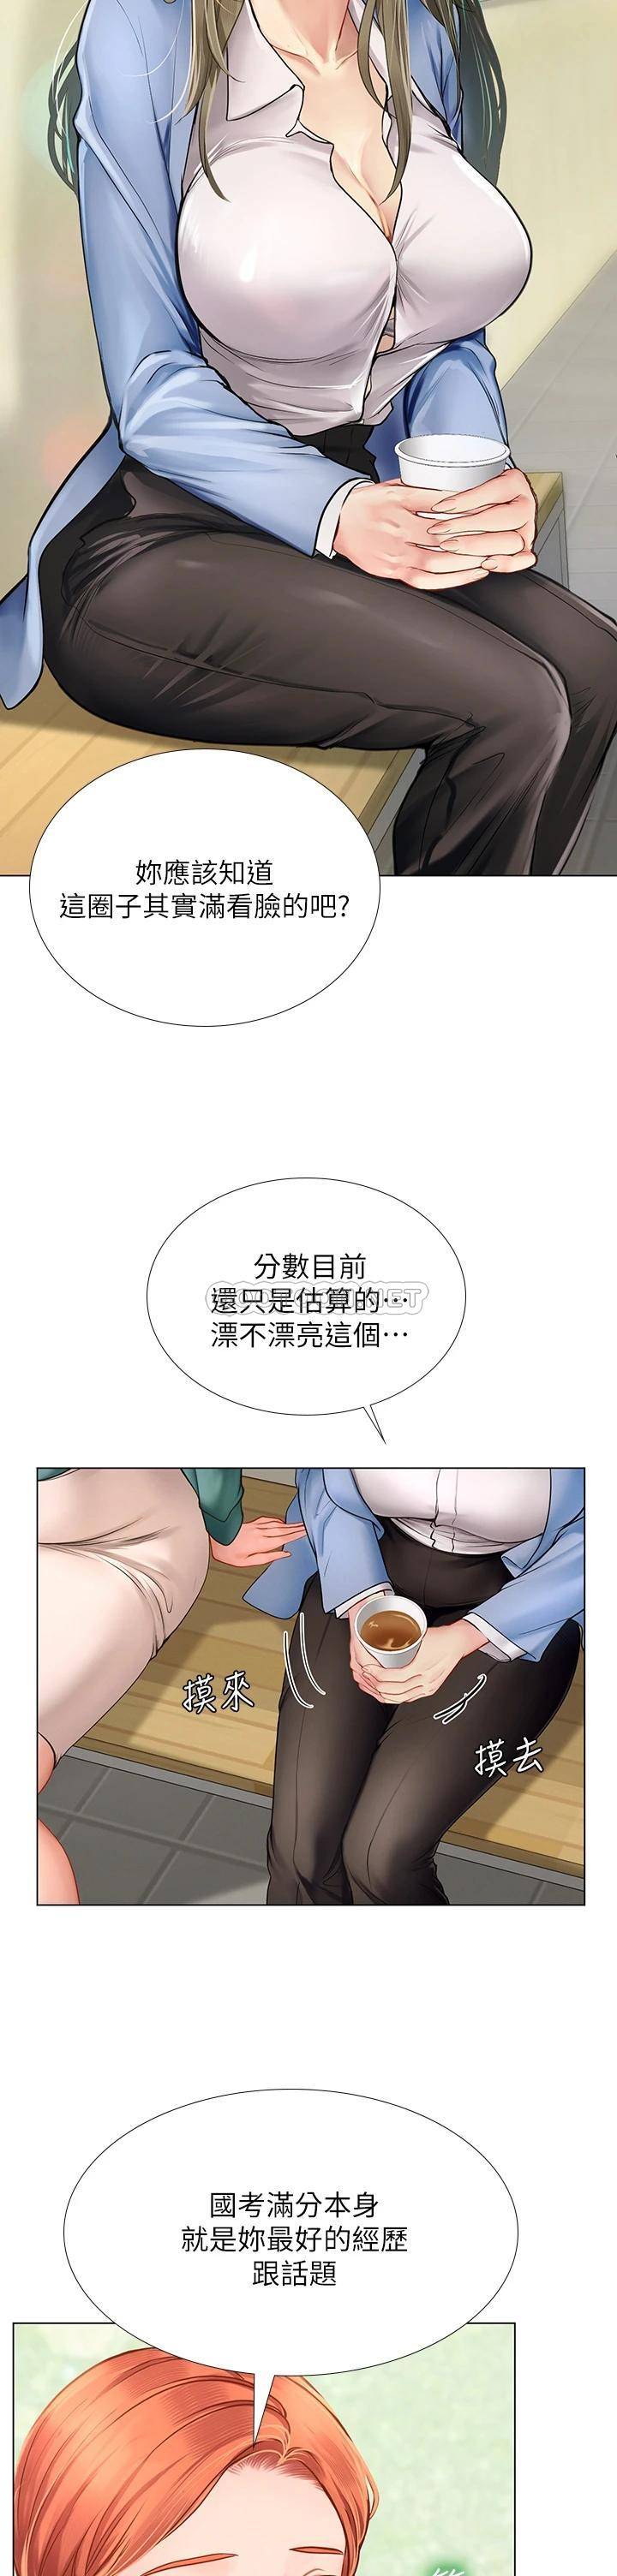 妳應該知道
這圈子其實滿看臉的吧?
分數目前
還只是估算的…
漂不漂亮這個…
摸來
摸去
國考滿分本身
就是妳最好的經歷
跟話題